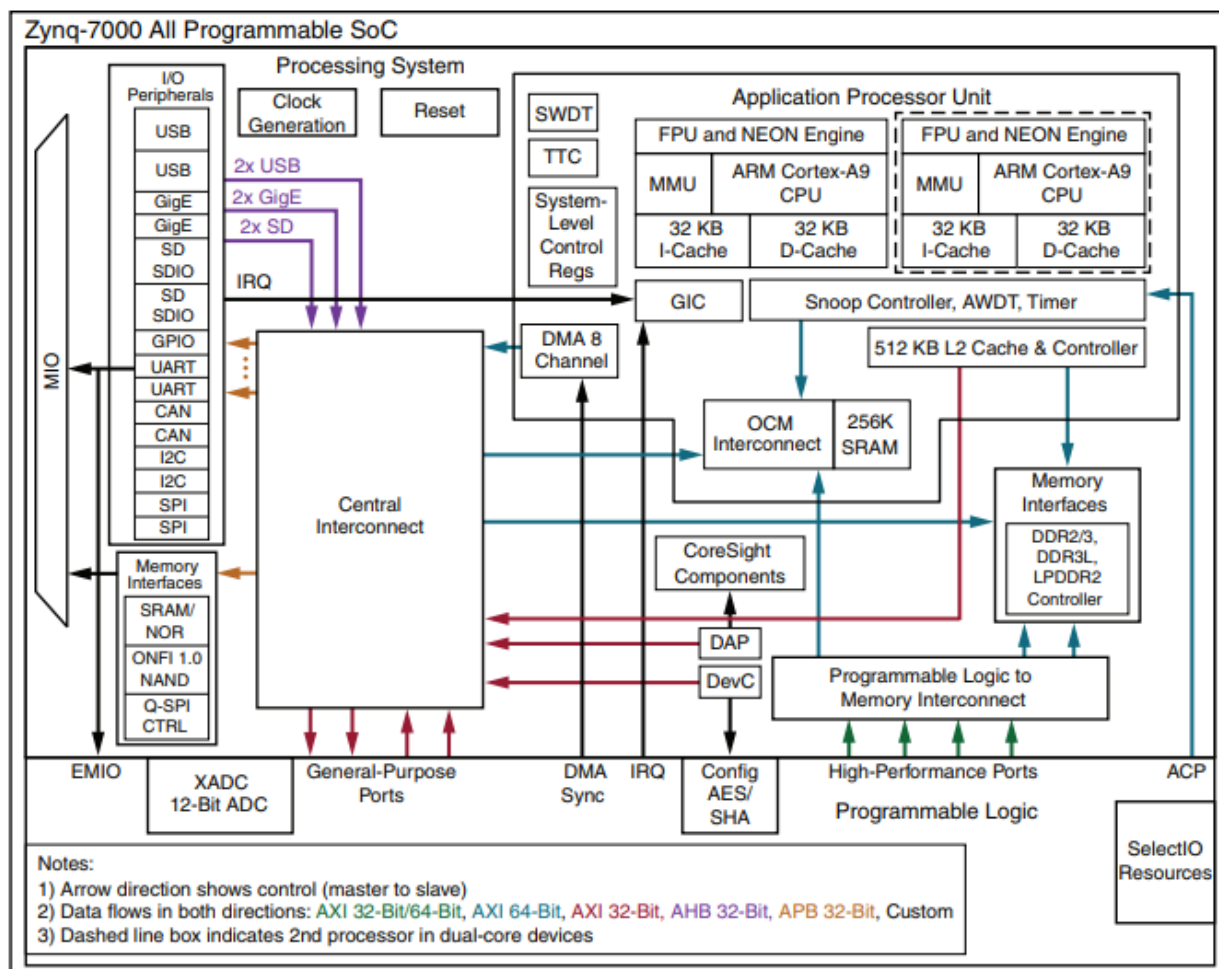 Zynq-7000 All Programmable SoC
Processing System
I/O
Peripherals
USB
USB
GigE
GigE
SD
SDIO
SD
SDIO
GPIO
UART
UART
CAN
CAN
I2C
I2C
SPI
SPI
MIO
Clock
Generation
Reset
2x USB
2x GigE
2x SD
IRQ
Application Processor Unit
SWDT
TTC
System-
Level
Control
Regs
FPU and NEON Engine
MMU
ARM Cortex-A9
CPU
32 KB
I-Cache
32 KB
D-Cache
FPU and NEON Engine
MMU
ARM Cortex-A9
CPU
32 KB
I-Cache
32 KB
D-Cache
GIC
Snoop Controller, AWDT, Timer
DMA 8
Channel
512 KB L2 Cache & Controller
OCM
Interconnect
256K
SRAM
Central
Interconnect
Memory
Interfaces
DDR2/3,
DDR3L,
LPDDR2
Controller
CoreSight
Components
DAP
DevC
Programmable Logic to
Memory Interconnect
Memory
Interfaces
SRAM/
NOR
ONFI 1.0
NAND
Q-SPI
CTRL
EMIO
XADC
12-Bit ADC
General-Purpose
Ports
DMA
Sync
IRQ
Config
AES/
SHA
High-Performance Ports
ACP
Programmable Logic
SelectIO
Resources
Notes:
1) Arrow direction shows control (master to slave)
2) Data flows in both directions: AXI 32-Bit/64-Bit, AXI 64-Bit, AXI 32-Bit, AHB 32-Bit, APB 32-Bit, Custom
3) Dashed line box indicates 2nd processor in dual-core devices